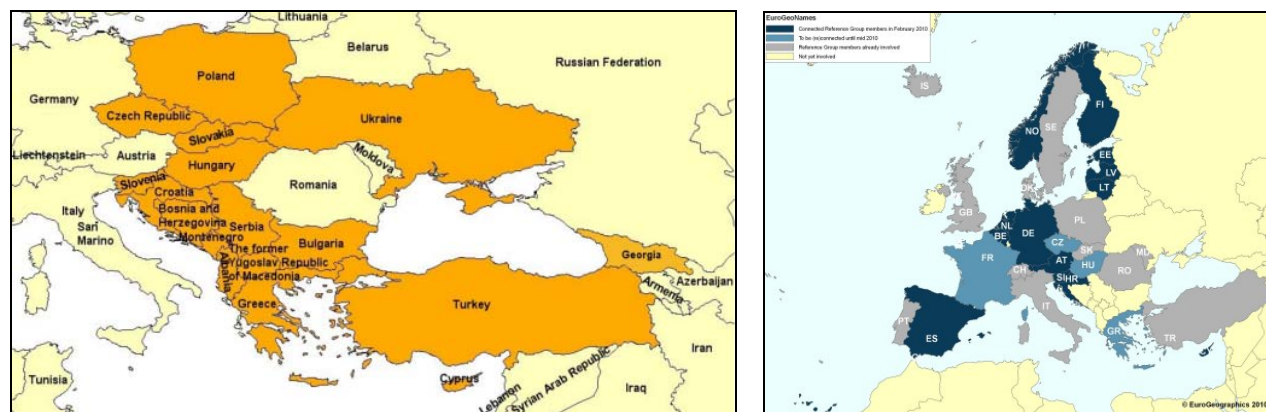 Lithuania
Belarus
Russian Federation
Poland
Germany
Czech Republic
Ukraine
Slovakia
Liechtenstein
Austria
Moldova
Hungary
Romania
Slovenia
Croatia
Italy
Bosnia and
Herzegovina
Serbia
San
Marino
Montenegro
Bulgaria
The former
Yugoslav Republic
of Macedonia
Albania
Georgia
Armenia
Azerbaijan
Greece
Turkey
Iran
Tunisia
Cyprus
Lebanon
Syrian Arab Republic
Iraq
EuroGeoNames
Connected Reference Group members in February 2010
To be (re)connected until mid 2010
Reference Group members already involved
Not yet involved
IS
FI
NO
SE
EE
LV
LT
DK
GB
NL
BE
DE
PL
CZ
SK
FR
AT
HU
CH
SI
HR
RO
IT
PT
ES
GR
TR
© EuroGeographics 2010